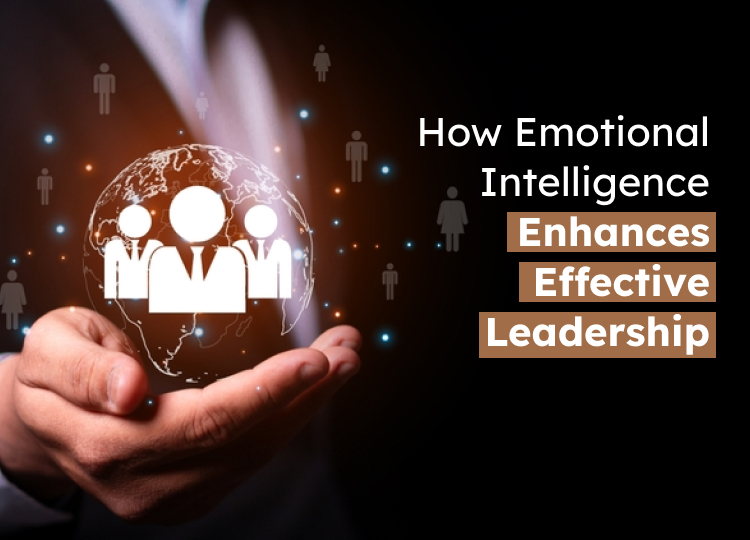 How Emotional
Intelligence
Enhances
Effective
Leadership